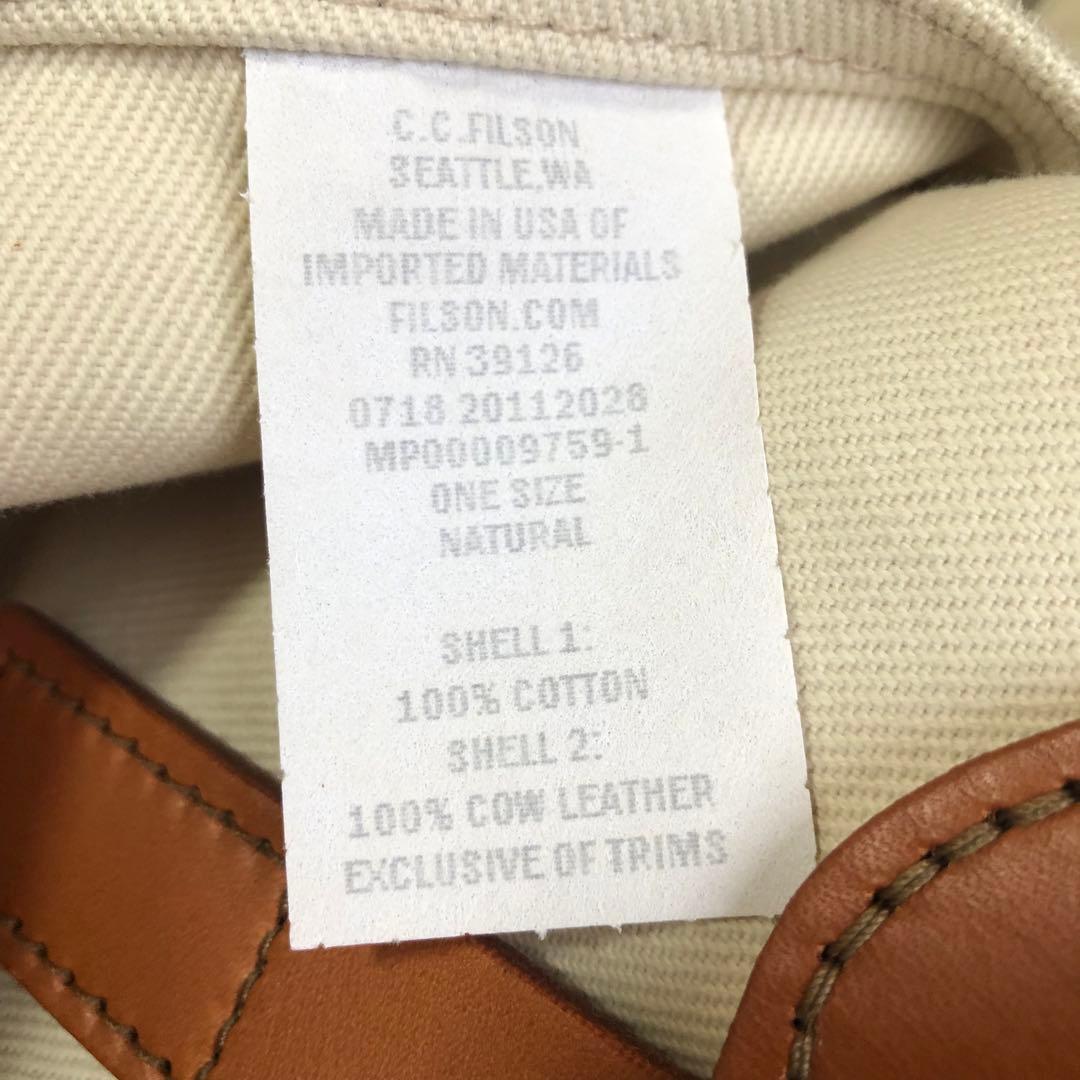 C.C.FILSON
SEATTLE,WA
MADE IN USA OF
IMPORTED MATERIALS
FILSON.COM
RN 39126
0718 20112028
MP00009759-1
ONE SIZE
NATURAL
SHELL 1:
100% COTTON
SHELL 2:
100% COW LEATHER
EXCLUSIVE OF TRIMS